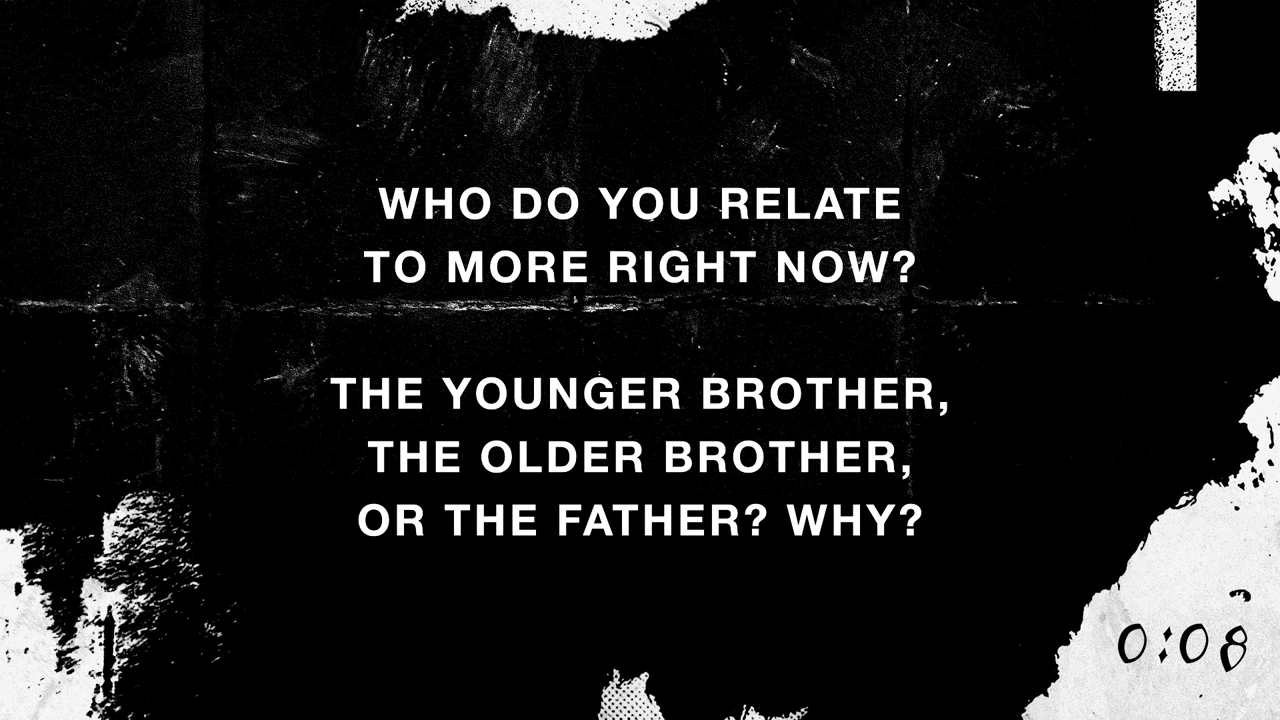 WHO DO YOU RELATE
TO MORE RIGHT NOW?
THE YOUNGER BROTHER,
THE OLDER BROTHER,
OR THE FATHER? WHY?
0:08